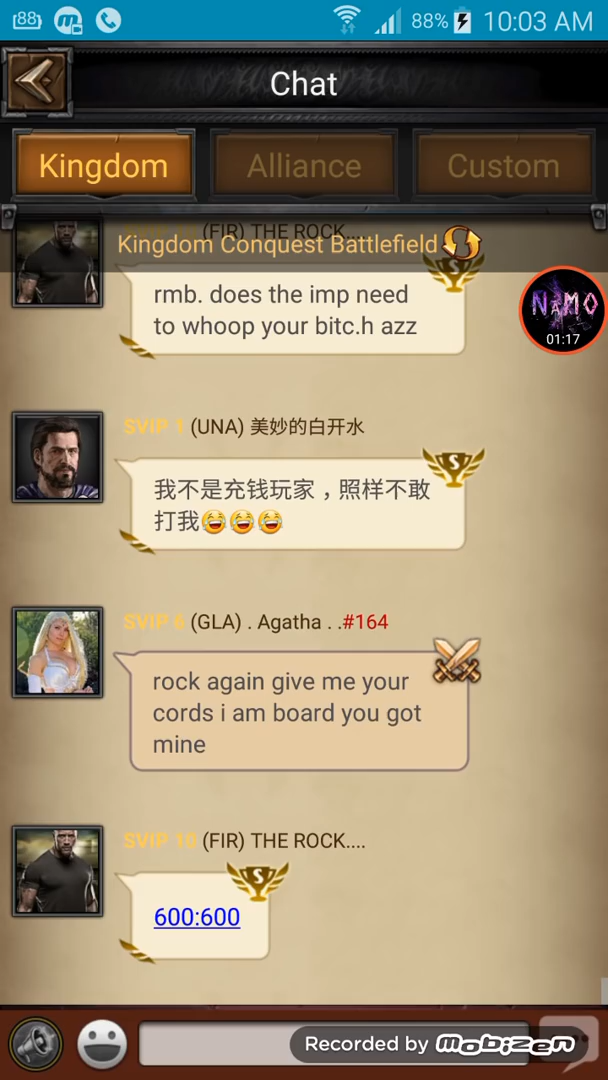 88
88% 10:03 AM
Chat
Kingdom Alliance Custom
(FIR) THE ROCK....
Kingdom Conquest Battlefield
S
rmb. does the imp need
to whoop your bitc.h azz
NaMO
01:17
SVIP 1 (UNA) 美妙的白开水
S
我不是充钱玩家，照样不敢
打我😂😂😂
SVIP 6 (GLA) . Agatha . .#164
rock again give me your
cords i am board you got
mine
SVIP 10 (FIR) THE ROCK....
S
600:600
Recorded by Mobizen